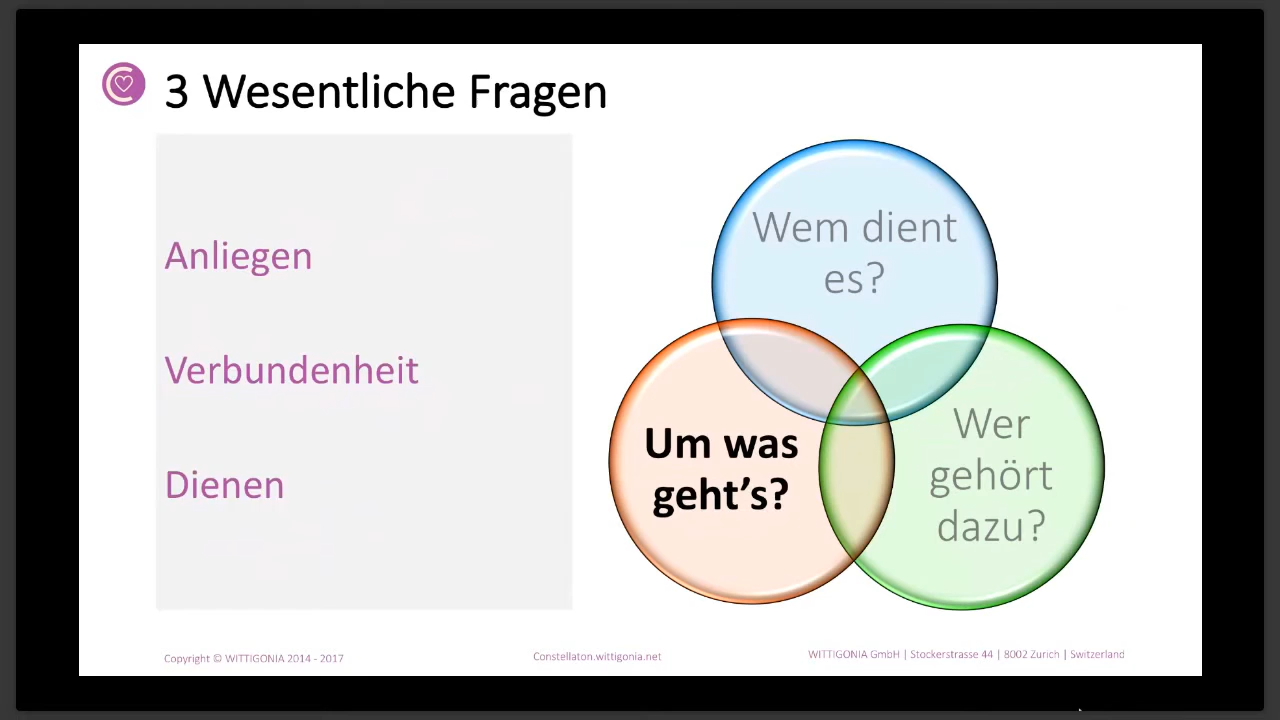 3 Wesentliche Fragen
Anliegen
Verbundenheit
Dienen
Wem dient
es?
Um was
geht’s?
Wer
gehört
dazu?
Copyright © WITTIGONIA 2014 - 2017
Constellaton.wittigonia.net
WITTIGONIA GmbH | Stockerstrasse 44 | 8002 Zurich | Switzerland